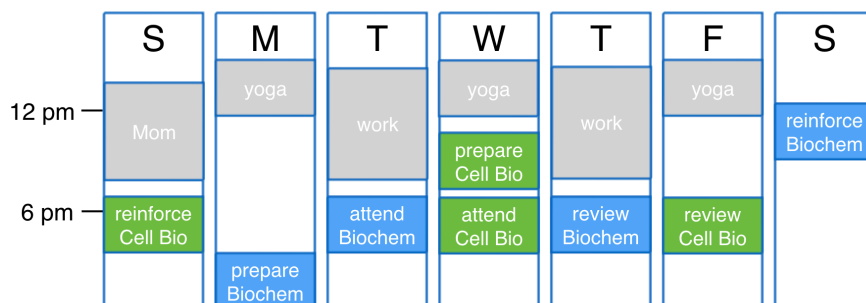 S
M
T
W
T
F
S
12 pm
6 pm
Mom
reinforce
Cell Bio
yoga
prepare
Biochem
work
attend
Biochem
yoga
prepare
Cell Bio
attend
Cell Bio
work
review
Biochem
yoga
review
Cell Bio
reinforce
Biochem